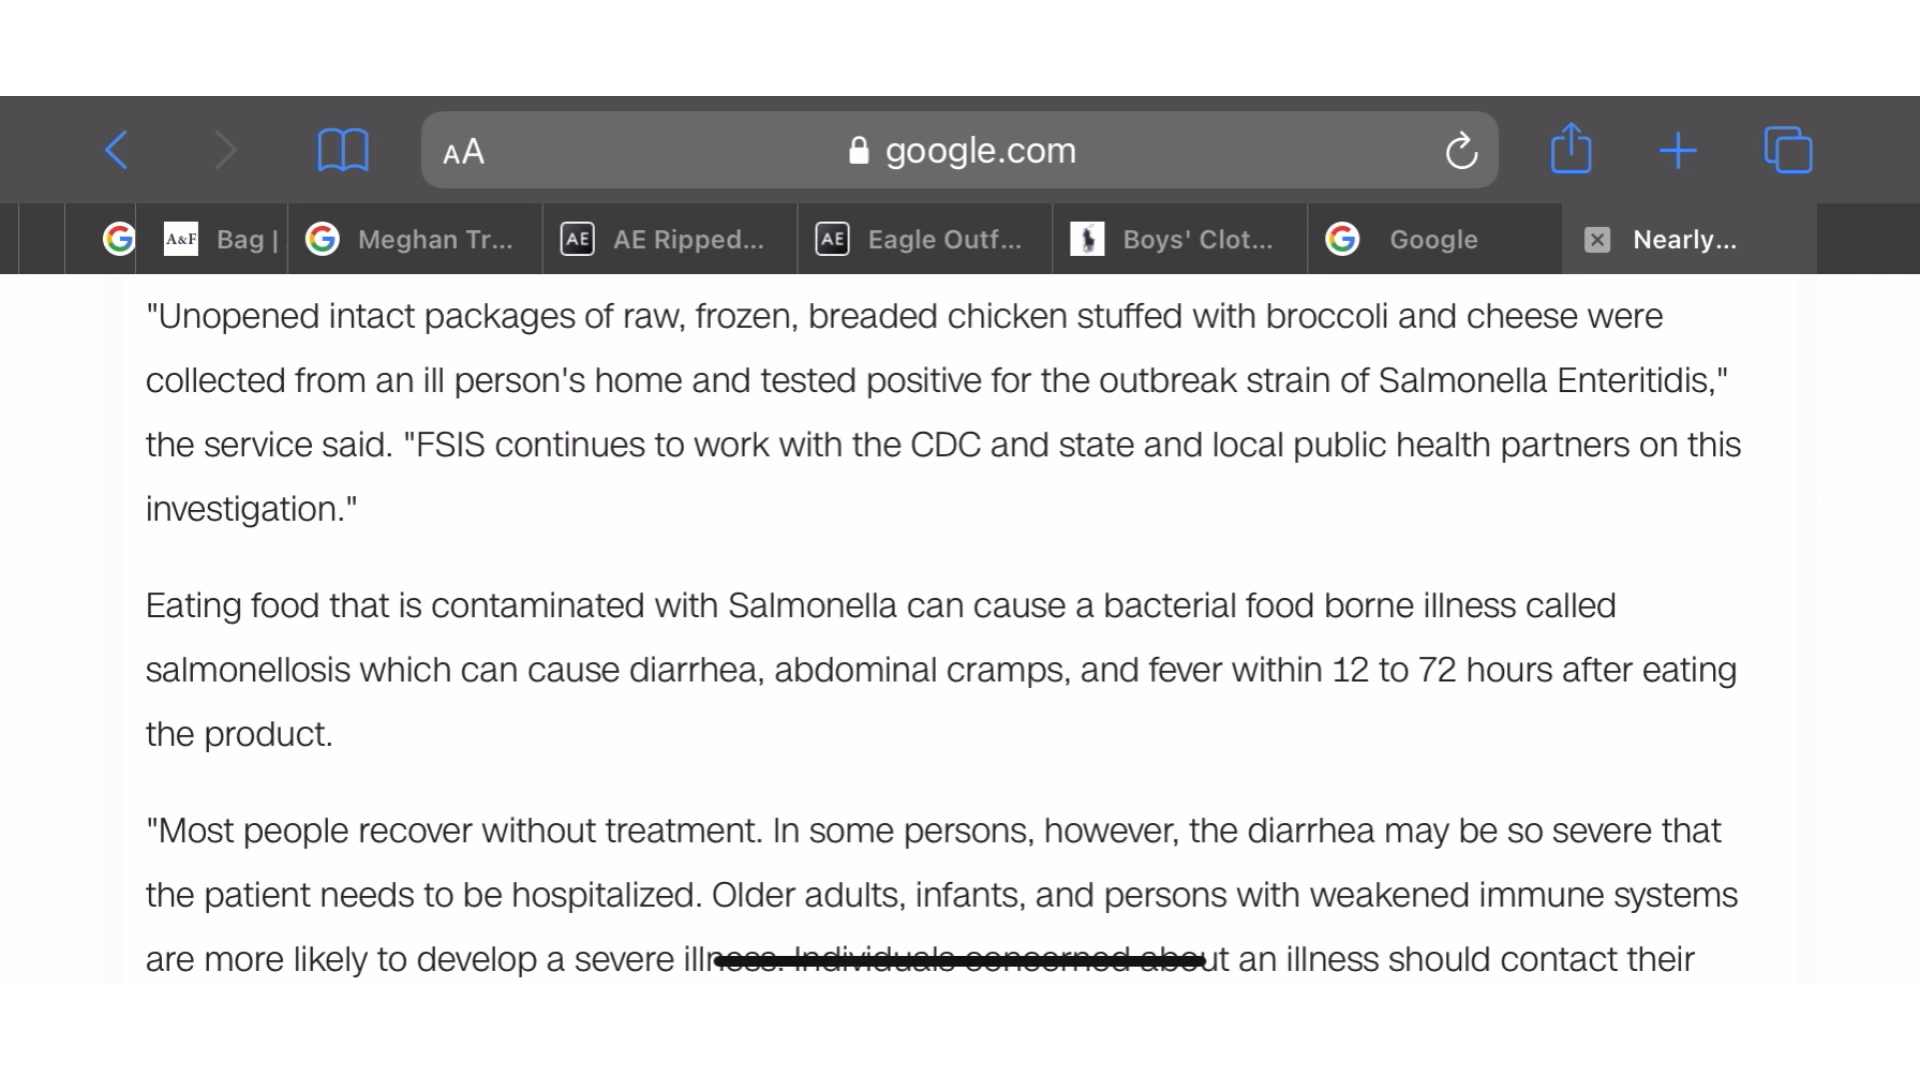 AA google.com
A&F Bag | Meghan Tr... AE AE Ripped... AE Eagle Outf... Boys' Clot... Google Nearly...
"Unopened intact packages of raw, frozen, breaded chicken stuffed with broccoli and cheese were
collected from an ill person's home and tested positive for the outbreak strain of Salmonella Enteritidis,"
the service said. "FSIS continues to work with the CDC and state and local public health partners on this
investigation."
Eating food that is contaminated with Salmonella can cause a bacterial food borne illness called
salmonellosis which can cause diarrhea, abdominal cramps, and fever within 12 to 72 hours after eating
the product.
"Most people recover without treatment. In some persons, however, the diarrhea may be so severe that
the patient needs to be hospitalized. Older adults, infants, and persons with weakened immune systems
are more likely to develop a severe illness. Individuals concerned about an illness should contact their